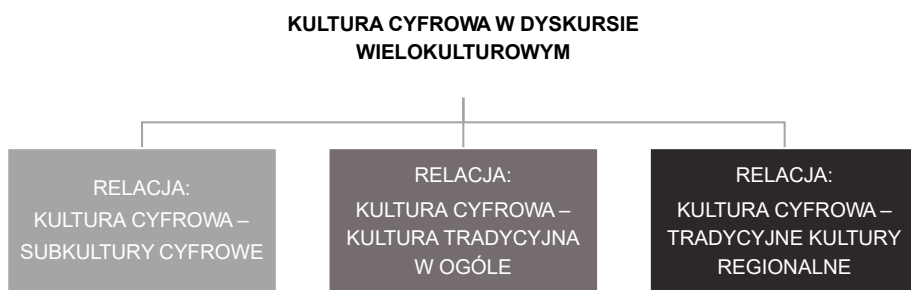 KULTURA CYFROWA W DYSKURSIE
WIELOKULTUROWYM
RELACJA:
KULTURA CYFROWA –
SUBKULTURY CYFROWE
RELACJA:
KULTURA CYFROWA –
KULTURA TRADYCYJNA
W OGÓLE
RELACJA:
KULTURA CYFROWA –
TRADYCYJNE KULTURY
REGIONALNE